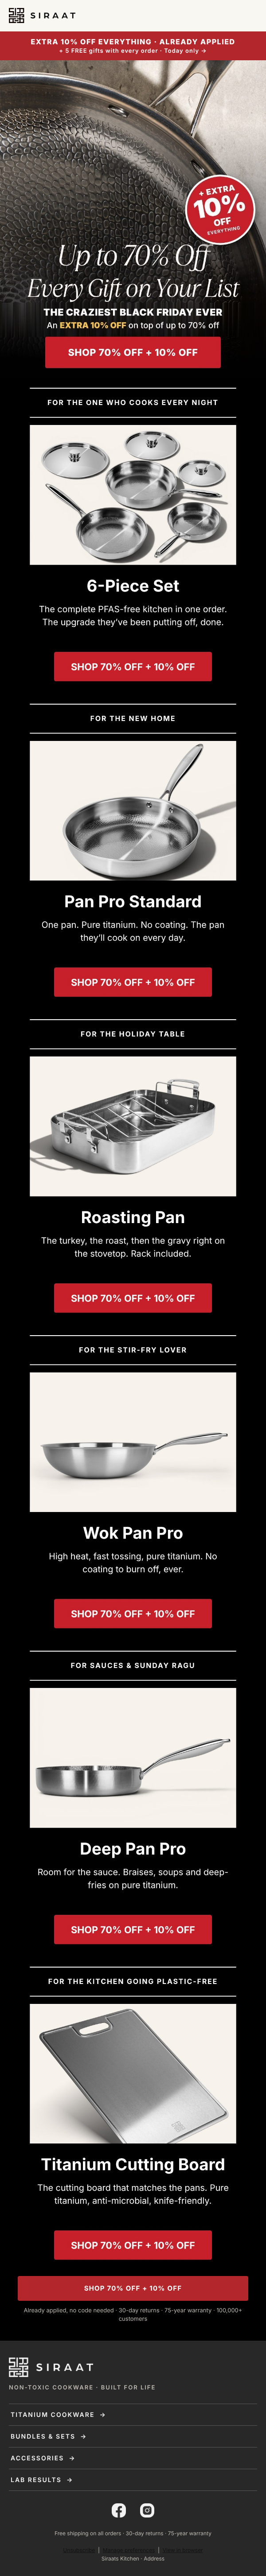 SIRAAT
EXTRA 10% OFF EVERYTHING · ALREADY APPLIED
+ 5 FREE gifts with every order · Today only →
+ EXTRA
10%
OFF
EVERYTHING
Up to 70% Off
Every Gift on Your List
THE CRAZIEST BLACK FRIDAY EVER
An EXTRA 10% OFF on top of up to 70% off
SHOP 70% OFF + 10% OFF
FOR THE ONE WHO COOKS EVERY NIGHT
6-Piece Set
The complete PFAS-free kitchen in one order.
The upgrade they've been putting off, done.
SHOP 70% OFF + 10% OFF
FOR THE NEW HOME
Pan Pro Standard
One pan. Pure titanium. No coating. The pan
they'll cook on every day.
SHOP 70% OFF + 10% OFF
FOR THE HOLIDAY TABLE
Roasting Pan
The turkey, the roast, then the gravy right on
the stovetop. Rack included.
SHOP 70% OFF + 10% OFF
FOR THE STIR-FRY LOVER
Wok Pan Pro
High heat, fast tossing, pure titanium. No
coating to burn off, ever.
SHOP 70% OFF + 10% OFF
FOR SAUCES & SUNDAY RAGU
Deep Pan Pro
Room for the sauce. Braises, soups and deep-
fries on pure titanium.
SHOP 70% OFF + 10% OFF
FOR THE KITCHEN GOING PLASTIC-FREE
Titanium Cutting Board
The cutting board that matches the pans. Pure
titanium, anti-microbial, knife-friendly.
SHOP 70% OFF + 10% OFF
SHOP 70% OFF + 10% OFF
Already applied, no code needed · 30-day returns · 75-year warranty · 100,000+
customers
SIRAAT
NON-TOXIC COOKWARE · BUILT FOR LIFE
TITANIUM COOKWARE →
BUNDLES & SETS →
ACCESSORIES →
LAB RESULTS →
Free shipping on all orders · 30-day returns · 75-year warranty
Siraats Kitchen · Address